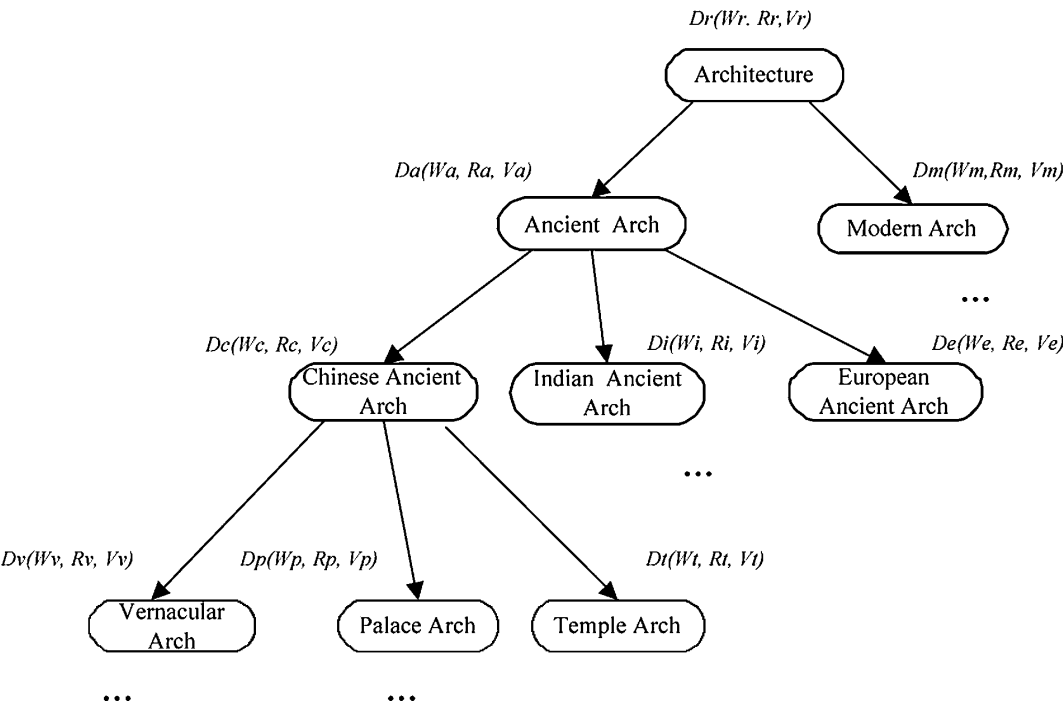 Dr(Wr. Rr,Vr)
Architecture
Da(Wa, Ra, Va)
Dm(Wm,Rm, Vm)
Ancient Arch
Modern Arch
...
Dc(Wc, Rc, Vc)
Di(Wi, Ri, Vi)
De(We, Re, Ve)
Chinese Ancient
Arch
Indian Ancient
Arch
European
Ancient Arch
...
Dv(Wv, Rv, Vv)
Dp(Wp, Rp, Vp)
Dt(Wt, Rt, Vt)
Vernacular
Arch
Palace Arch
Temple Arch
...
...